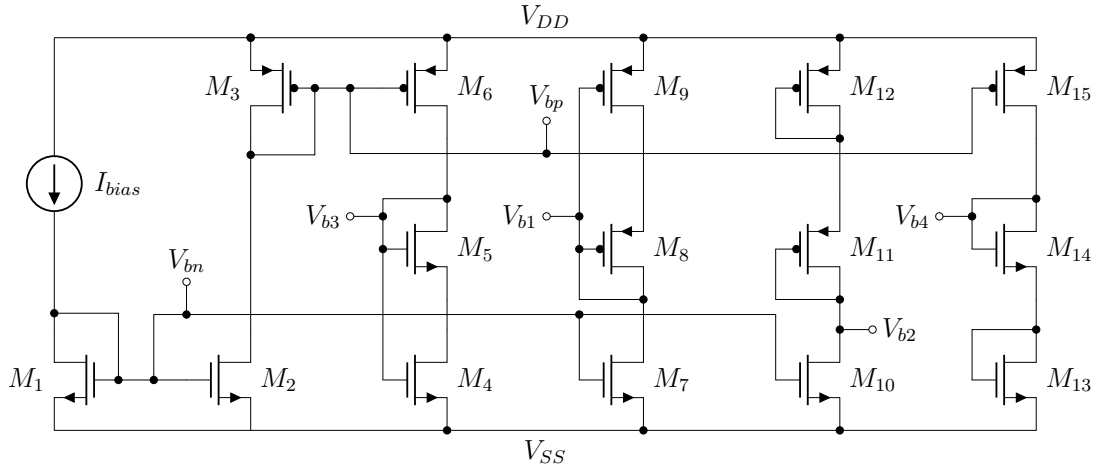 V_DD
M_3
M_6
M_9
M_12
M_15
V_bp
I_bias
V_b3
V_b1
V_b4
M_5
M_8
M_11
M_14
V_bn
V_b2
M_1
M_2
M_4
M_7
M_10
M_13
V_SS